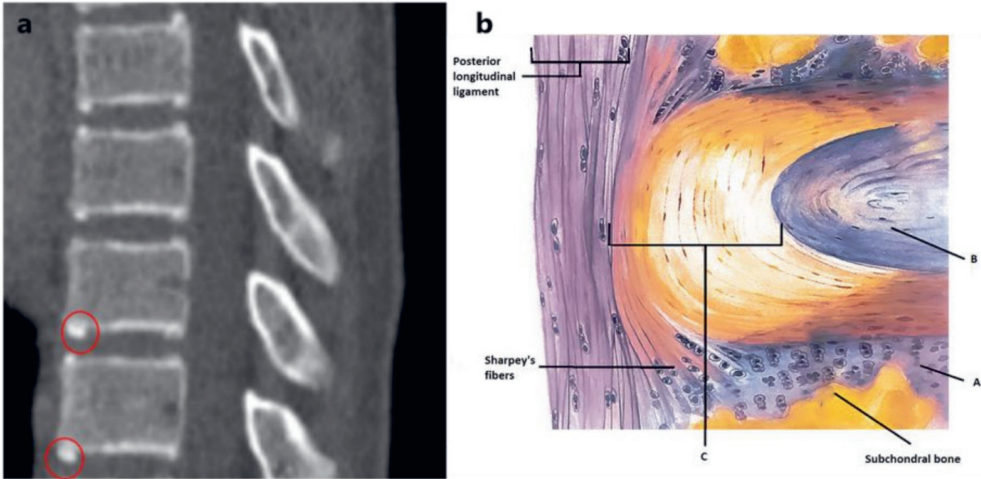 a
b
Posterior
longitudinal
ligament
B
Sharpey's
fibers
A
C
Subchondral bone